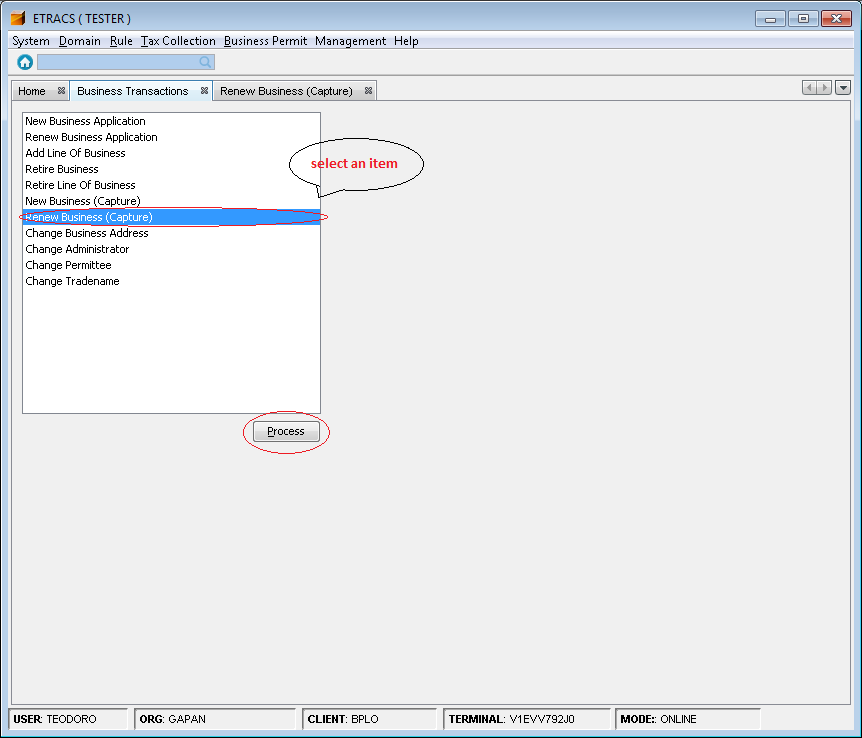 ETRACS ( TESTER )
System Domain Rule Tax Collection Business Permit Management Help
Home Business Transactions Renew Business (Capture)
New Business Application
Renew Business Application
Add Line Of Business
Retire Business
Retire Line Of Business
New Business (Capture)
Renew Business (Capture)
Change Business Address
Change Administrator
Change Permittee
Change Tradename
select an item
Process
USER: TEODORO ORG: GAPAN CLIENT: BPLO TERMINAL: V1EVV792J0 MODE:: ONLINE